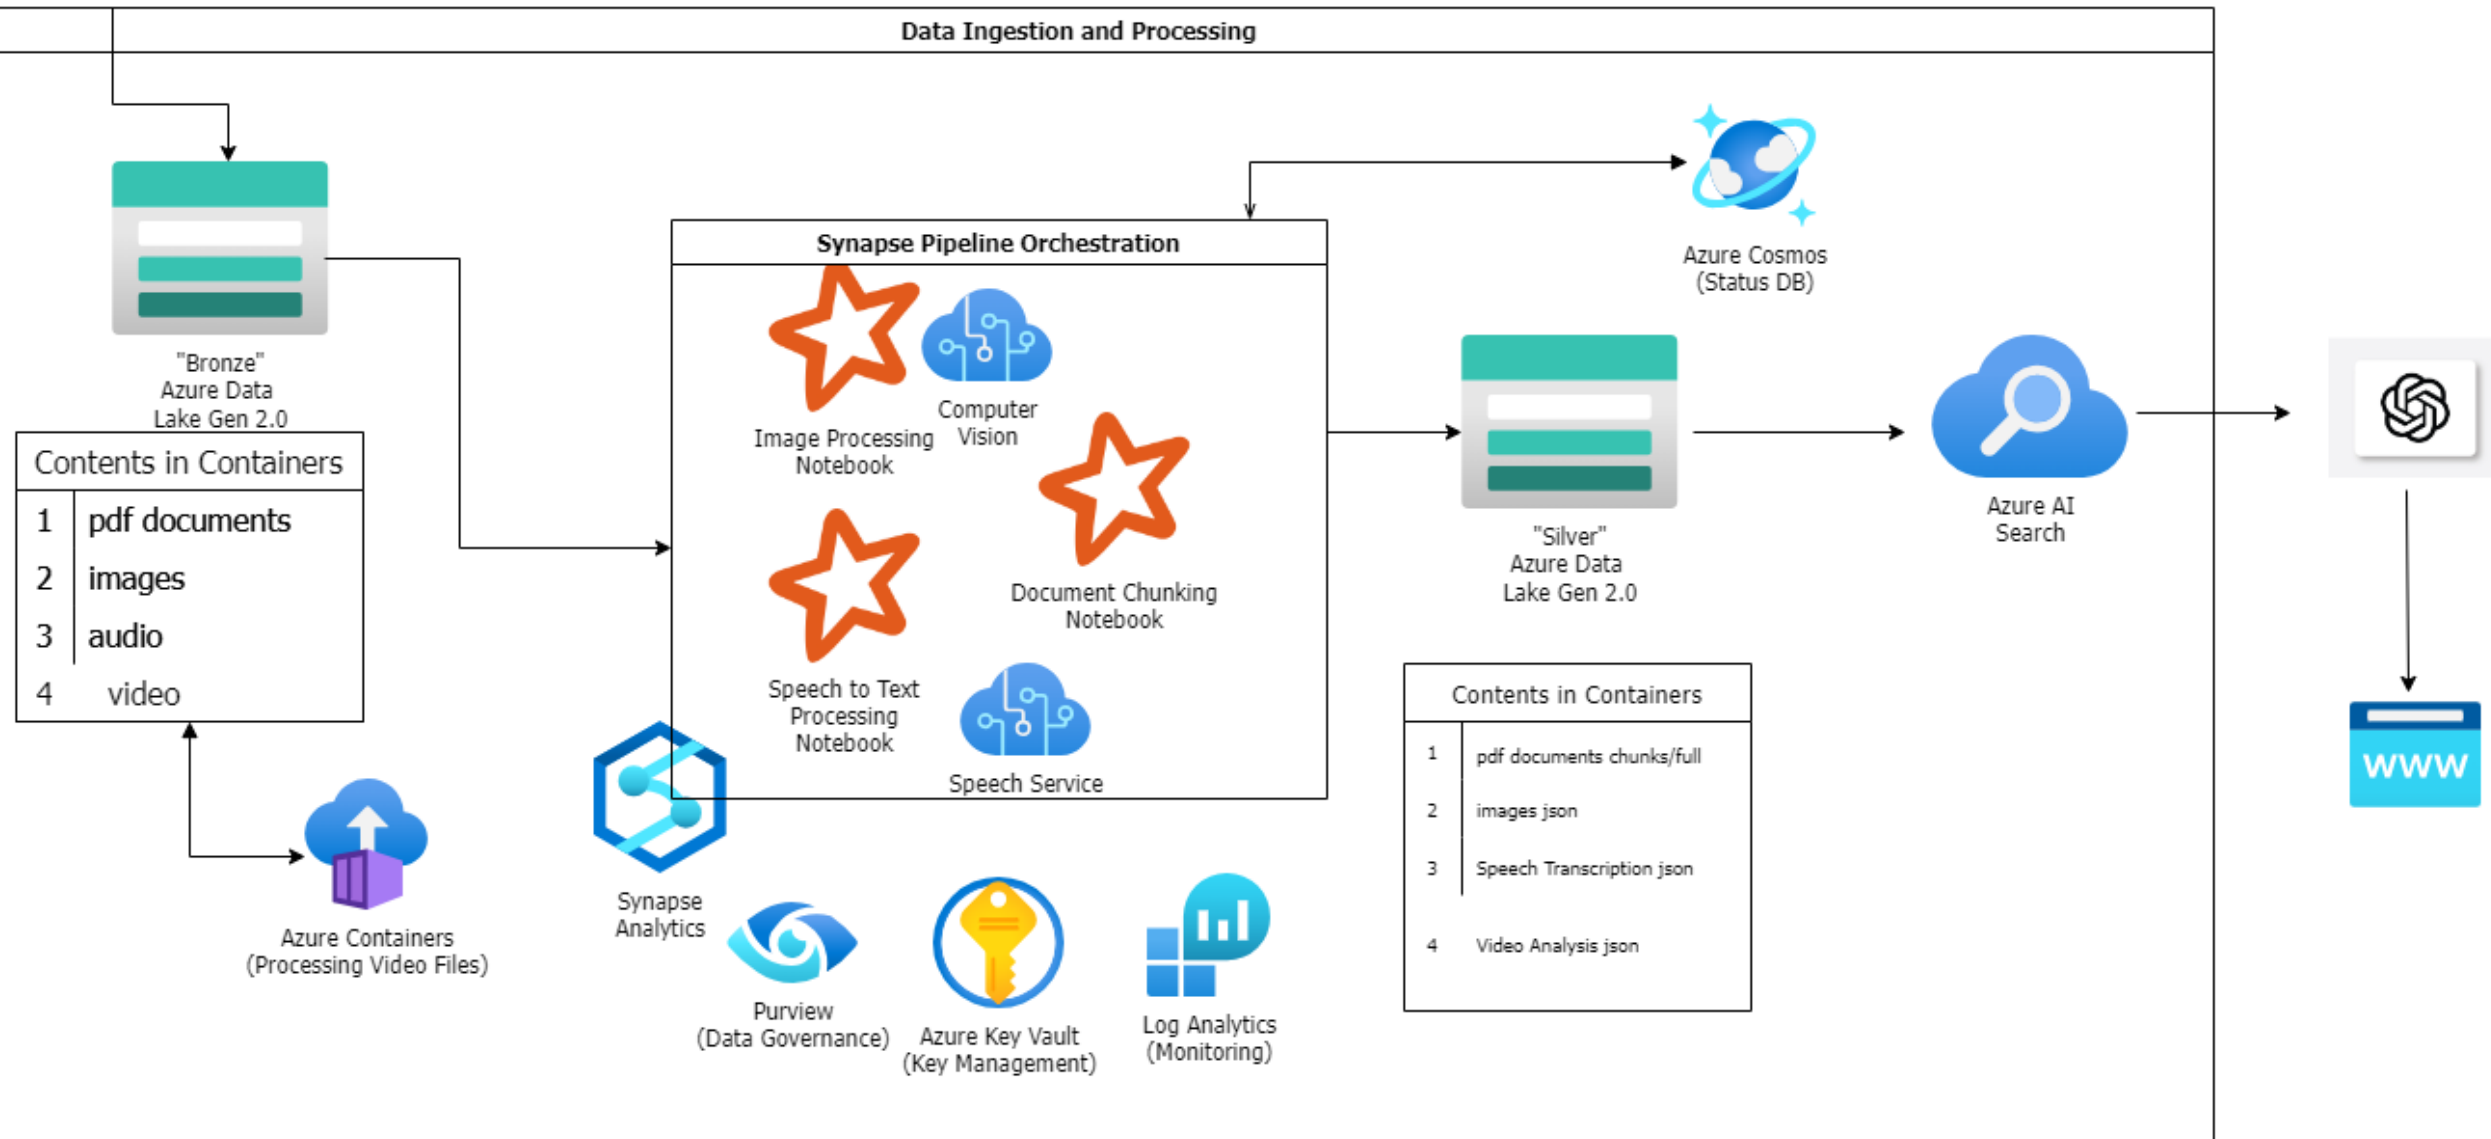 Data Ingestion and Processing
"Bronze"
Azure Data
Lake Gen 2.0
Contents in Containers
1 pdf documents
2 images
3 audio
4 video
Azure Containers
(Processing Video Files)
Synapse Pipeline Orchestration
Image Processing
Notebook
Computer
Vision
Document Chunking
Notebook
Speech to Text
Processing
Notebook
Speech Service
Synapse
Analytics
Purview
(Data Governance)
Azure Key Vault
(Key Management)
Log Analytics
(Monitoring)
Azure Cosmos
(Status DB)
"Silver"
Azure Data
Lake Gen 2.0
Contents in Containers
1 pdf documents chunks/full
2 images json
3 Speech Transcription json
4 Video Analysis json
Azure AI
Search
www